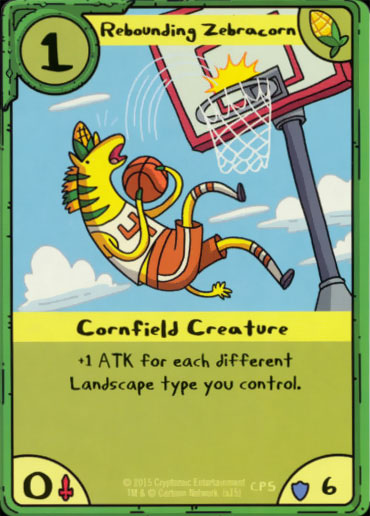 1
Rebounding Zebracorn
Cornfield Creature
+1 ATK for each different
Landscape type you control.
0
© 2015 Cryptozoic Entertainment
TM & © Cartoon Network (s15)
CP5
6